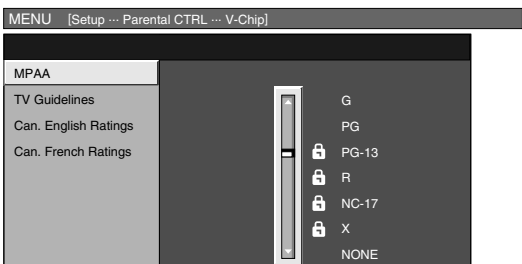 MENU [Setup ··· Parental CTRL ··· V-Chip]
MPAA
TV Guidelines
Can. English Ratings
Can. French Ratings
G
PG
PG-13
R
NC-17
X
NONE